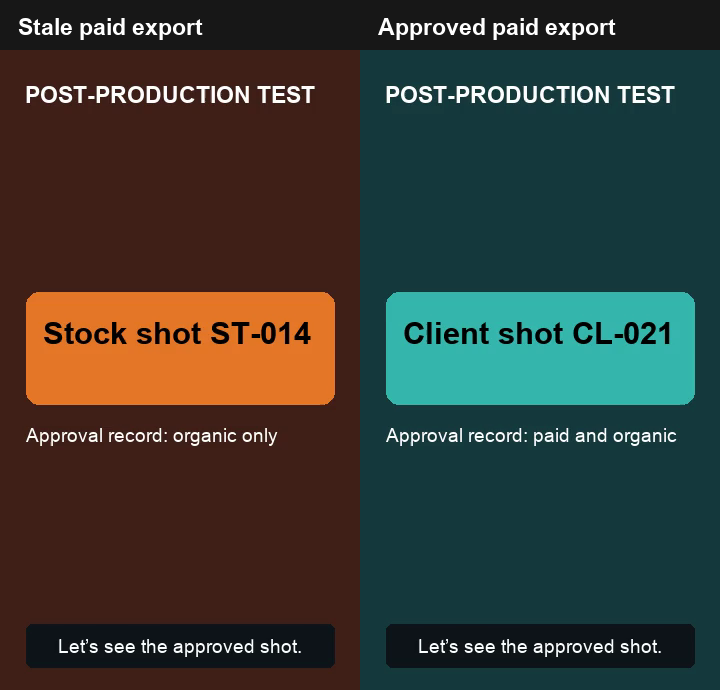 Stale paid export
POST-PRODUCTION TEST
Stock shot ST-014
Approval record: organic only
Let’s see the approved shot.
Approved paid export
POST-PRODUCTION TEST
Client shot CL-021
Approval record: paid and organic
Let’s see the approved shot.